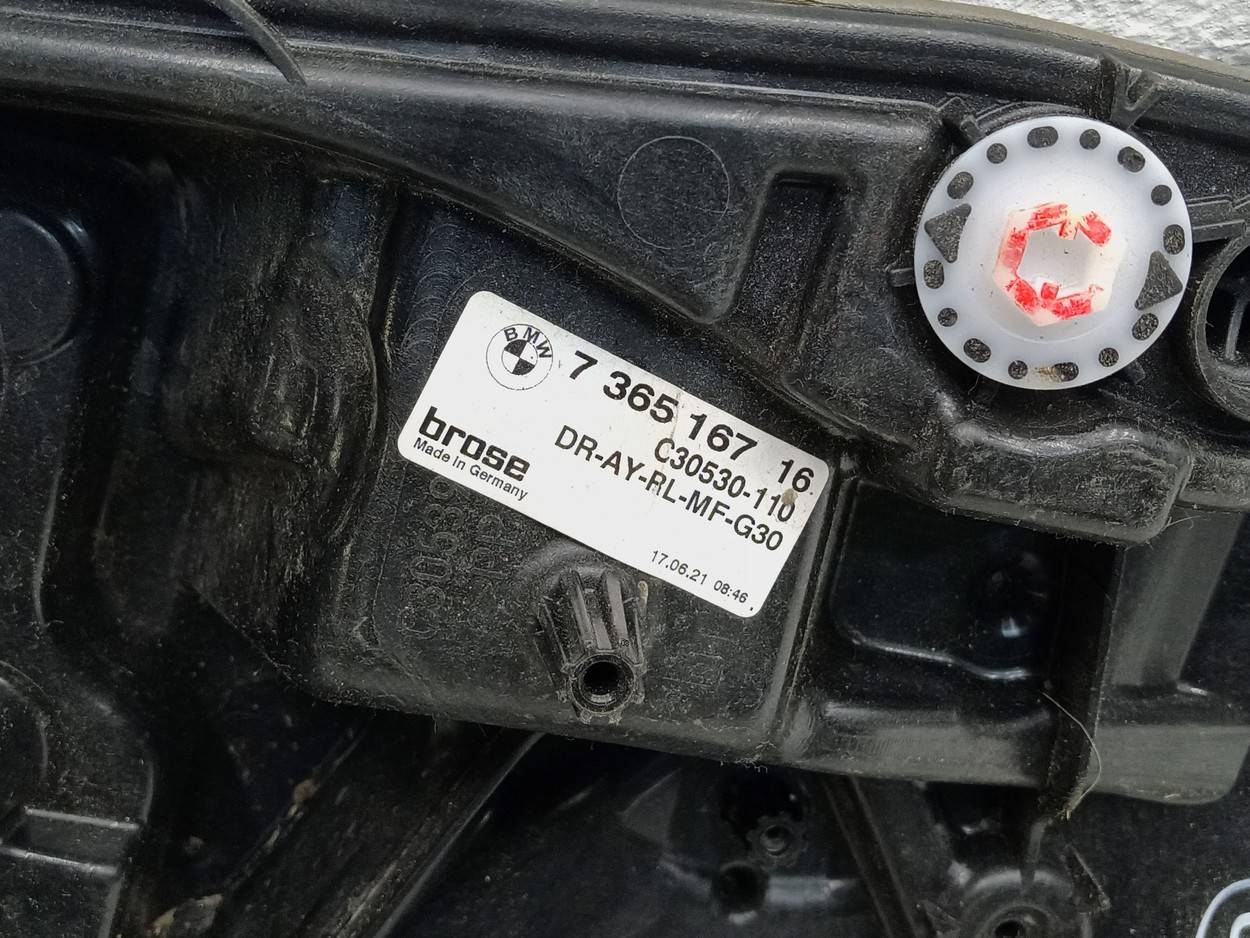 BMW
7 365 167 16
C30530-110
DR-AY-RL-MF-G30
brose
Made In Germany
17.06.21 08:46